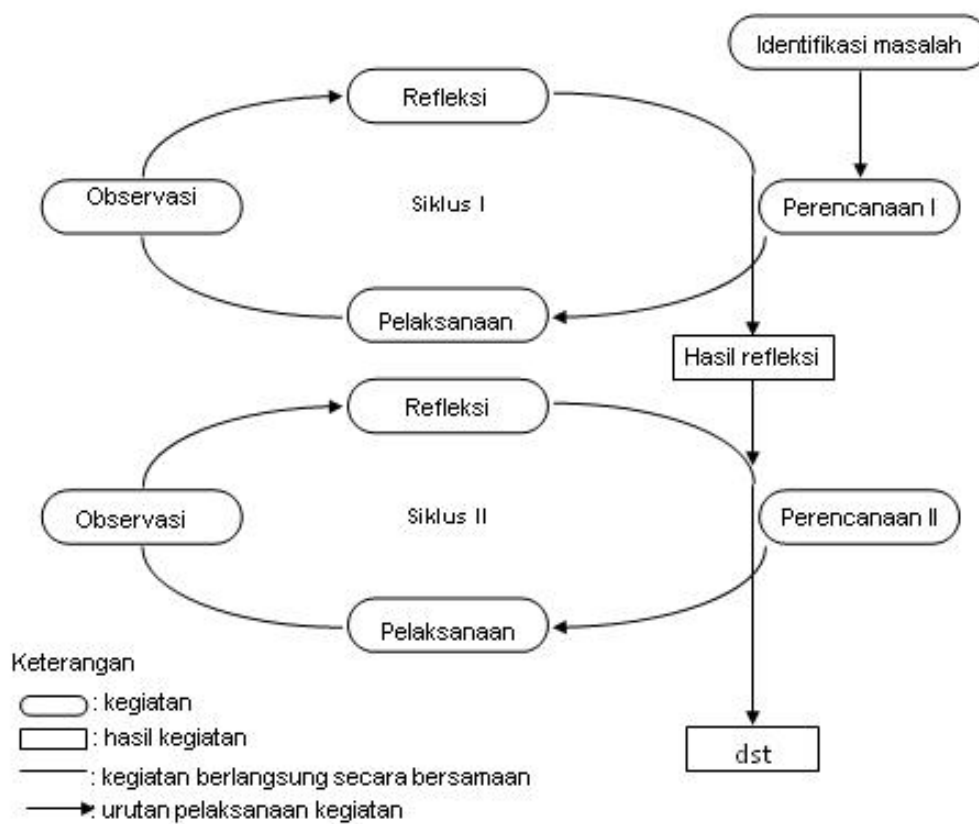 Identifikasi masalah
Refleksi
Observasi
Siklus I
Perencanaan I
Pelaksanaan
Hasil refleksi
Refleksi
Observasi
Siklus II
Perencanaan II
Pelaksanaan
Keterangan
: kegiatan
: hasil kegiatan
: kegiatan berlangsung secara bersamaan
: urutan pelaksanaan kegiatan
dst